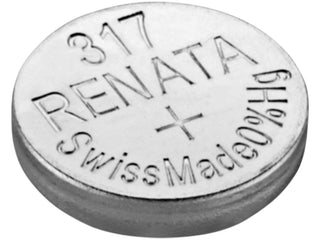 317
RENATA
+
SwissMade0%Hg